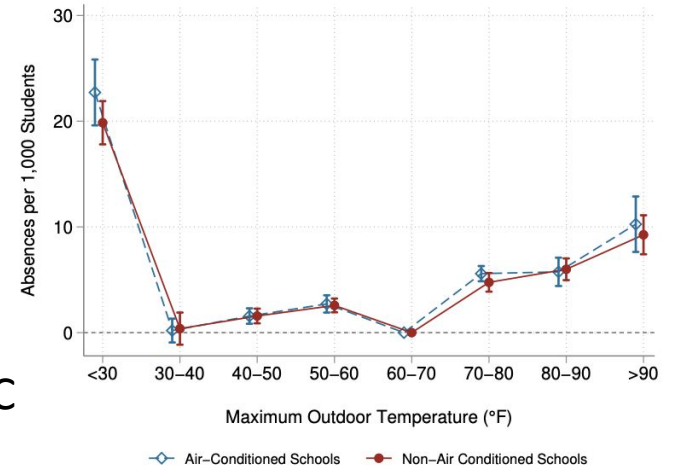 30
20
10
0
Absences per 1,000 Students
<30 30–40 40–50 50–60 60–70 70–80 80–90 >90
C
Maximum Outdoor Temperature (°F)
Air–Conditioned Schools Non–Air Conditioned Schools